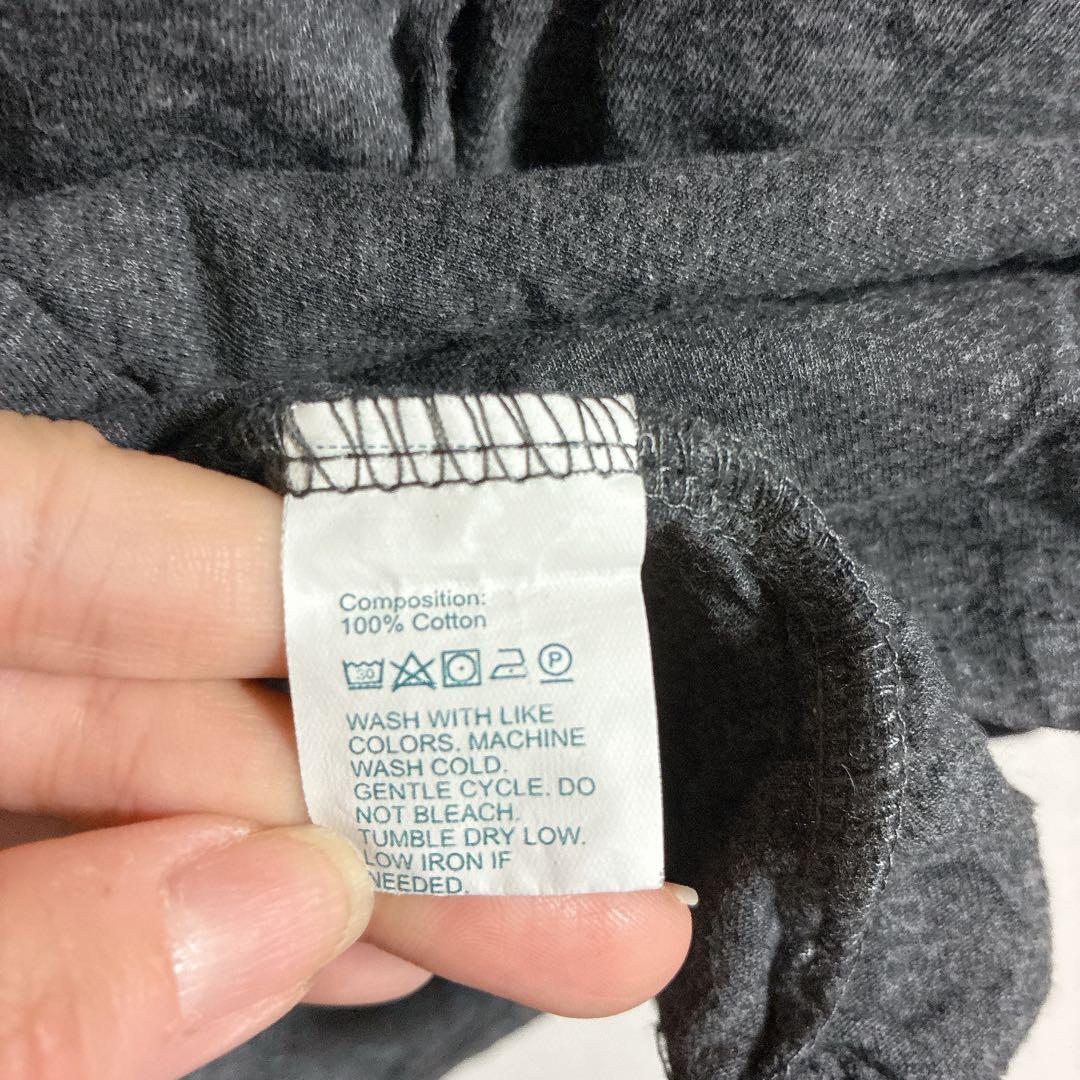 Composition:
100% Cotton
30 P
WASH WITH LIKE
COLORS. MACHINE
WASH COLD.
GENTLE CYCLE. DO
NOT BLEACH.
TUMBLE DRY LOW.
LOW IRON IF
NEEDED.